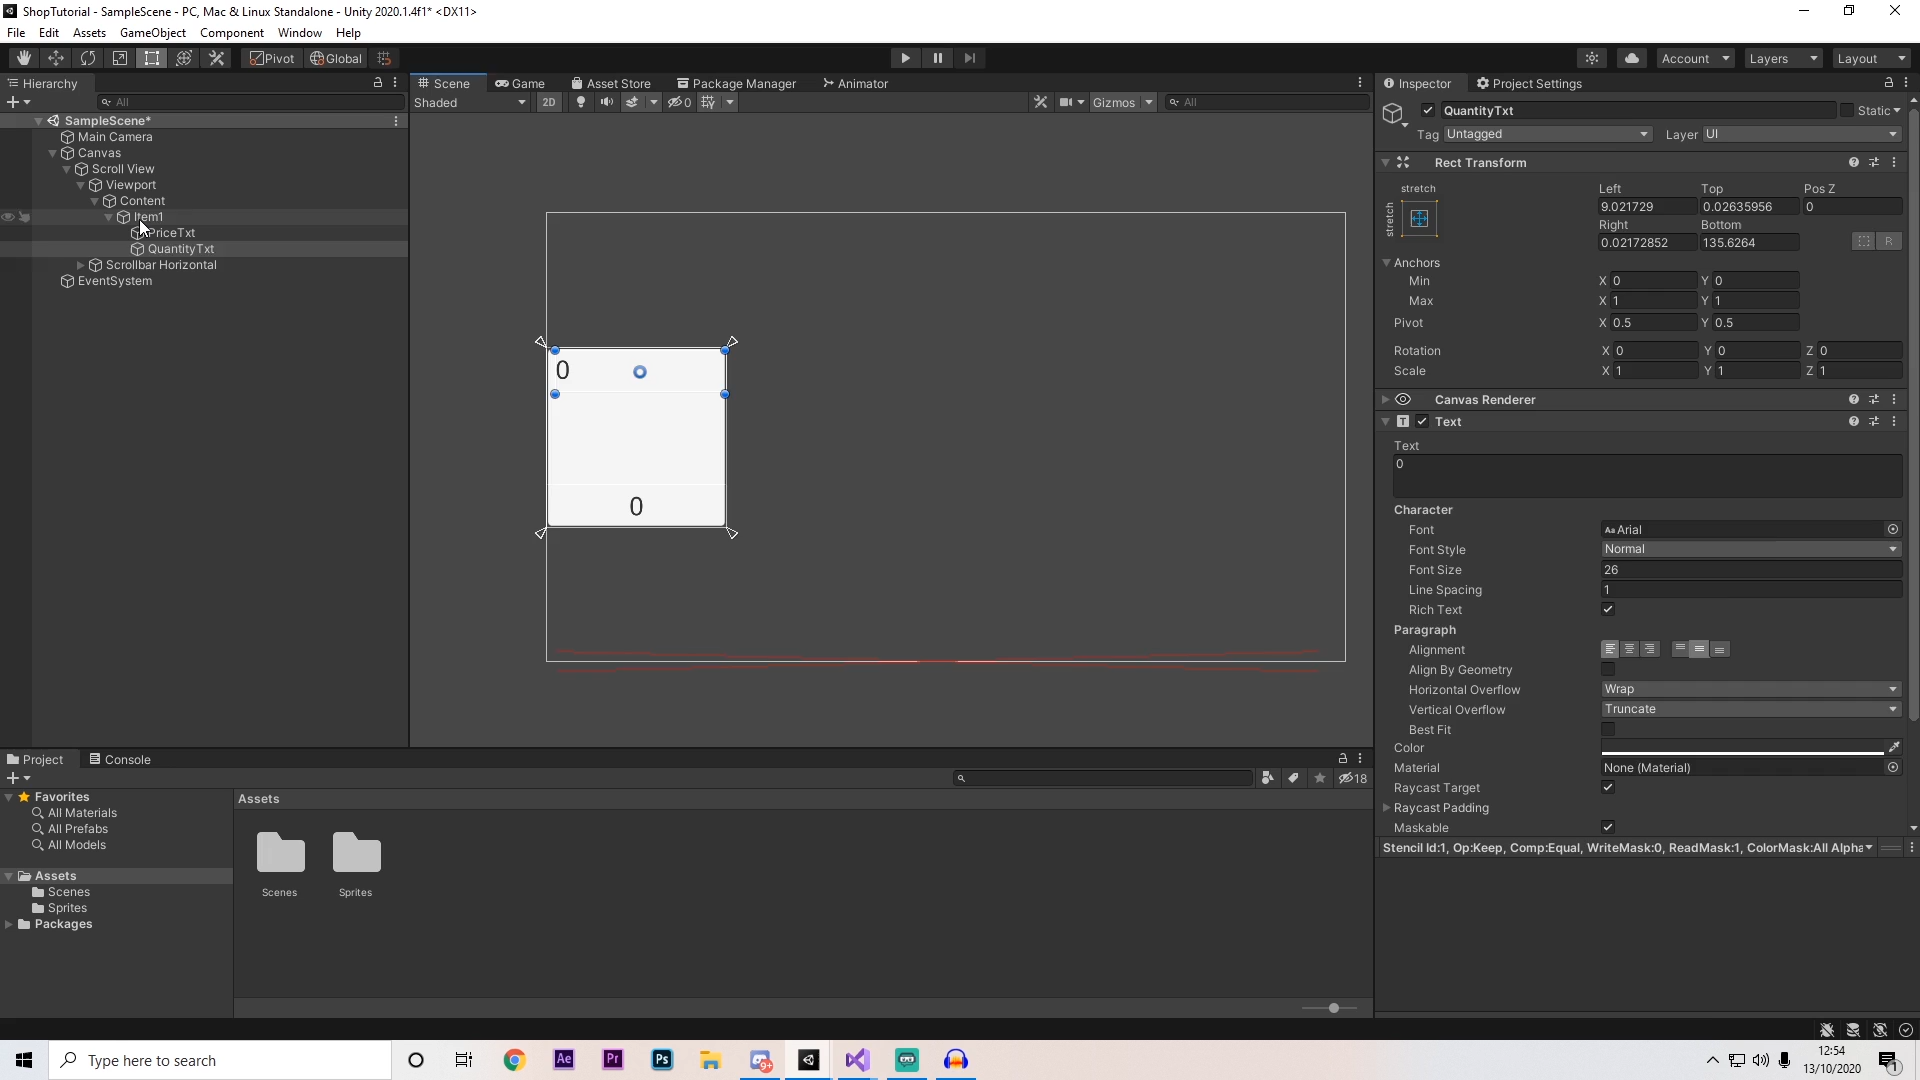 ShopTutorial - SampleScene - PC, Mac & Linux Standalone - Unity 2020.1.4f1* <DX11>
File Edit Assets GameObject Component Window Help
Pivot Global Account Layers Layout
Hierarchy
All
SampleScene*
Main Camera
Canvas
Scroll View
Viewport
Content
Item1
PriceTxt
QuantityTxt
Scrollbar Horizontal
EventSystem
Scene Game Asset Store Package Manager Animator
Shaded 2D 0 Gizmos All
0
0
Inspector Project Settings
QuantityTxt Static
Tag Untagged Layer UI
Rect Transform
stretch
stretch
Left Top Pos Z
9.021729 0.02635956 0
Right Bottom
0.02172852 135.6264
R
Anchors
Min X 0 Y 0
Max X 1 Y 1
Pivot X 0.5 Y 0.5
Rotation X 0 Y 0 Z 0
Scale X 1 Y 1 Z 1
Canvas Renderer
T Text
Text
0
Character
Font Aa Arial
Font Style Normal
Font Size 26
Line Spacing 1
Rich Text
Paragraph
Alignment
Align By Geometry
Horizontal Overflow Wrap
Vertical Overflow Truncate
Best Fit
Color
Material None (Material)
Raycast Target
Raycast Padding
Maskable
Stencil Id:1, Op:Keep, Comp:Equal, WriteMask:0, ReadMask:1, ColorMask:All Alpha
Project Console
18
Favorites
All Materials
All Prefabs
All Models
Assets
Scenes
Sprites
Packages
Assets
Scenes Sprites
Type here to search
Ae Pr Ps 9+
12:54
13/10/2020
1